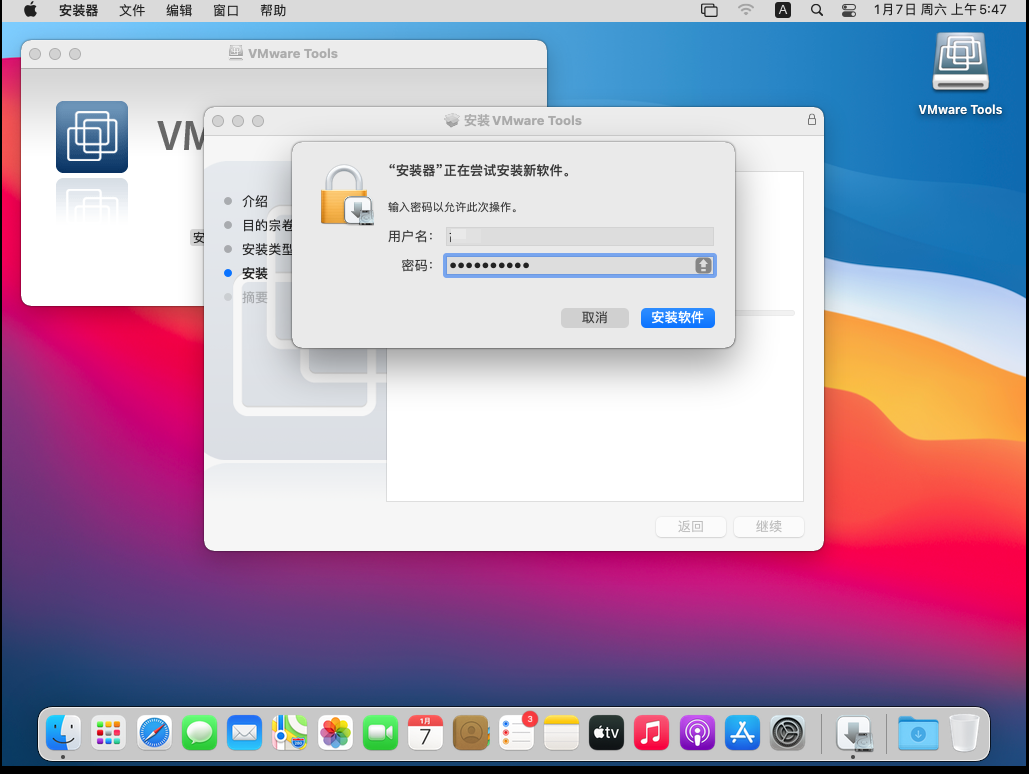 安装器 文件 编辑 窗口 帮助 A 1月7日 周六 上午5:47
VMware Tools
VMware Tools
安装 VMware Tools
“安装器”正在尝试安装新软件。
输入密码以允许此次操作。
用户名:
密码: ●●●●●●●●●●
取消 安装软件
介绍
目的宗卷
安装类型
安装
摘要
返回 继续
1月
7
3
tv